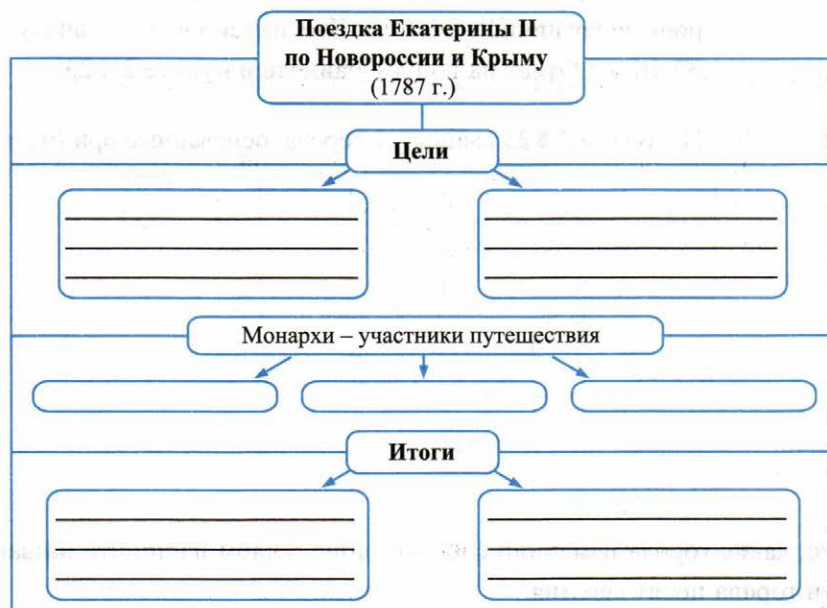 Поездка Екатерины II
по Новороссии и Крыму
(1787 г.)
Цели
Монархи – участники путешествия
Итоги